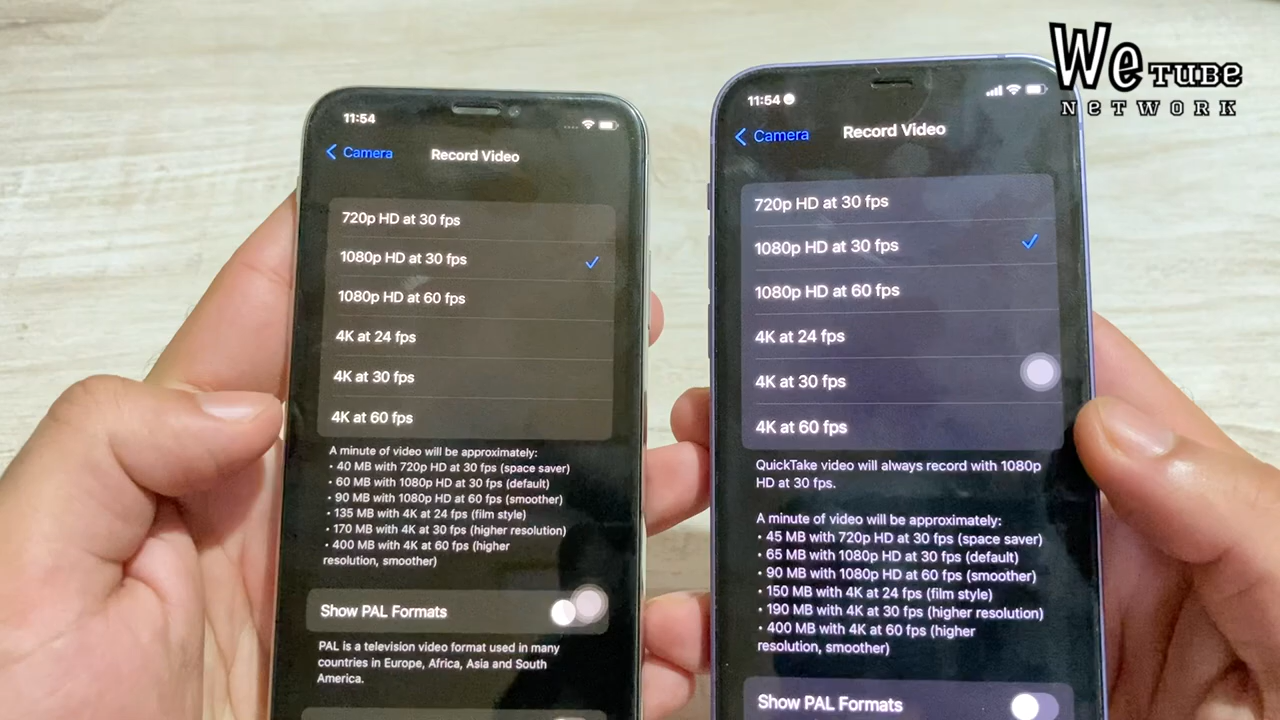 11:54
Camera
Record Video
720p HD at 30 fps
1080p HD at 30 fps
1080p HD at 60 fps
4K at 24 fps
4K at 30 fps
4K at 60 fps
A minute of video will be approximately:
• 40 MB with 720p HD at 30 fps (space saver)
• 60 MB with 1080p HD at 30 fps (default)
• 90 MB with 1080p HD at 60 fps (smoother)
• 135 MB with 4K at 24 fps (film style)
• 170 MB with 4K at 30 fps (higher resolution)
• 400 MB with 4K at 60 fps (higher
resolution, smoother)
Show PAL Formats
PAL is a television video format used in many
countries in Europe, Africa, Asia and South
America.
11:54
Camera
Record Video
720p HD at 30 fps
1080p HD at 30 fps
1080p HD at 60 fps
4K at 24 fps
4K at 30 fps
4K at 60 fps
QuickTake video will always record with 1080p
HD at 30 fps.
A minute of video will be approximately:
• 45 MB with 720p HD at 30 fps (space saver)
• 65 MB with 1080p HD at 30 fps (default)
• 90 MB with 1080p HD at 60 fps (smoother)
• 150 MB with 4K at 24 fps (film style)
• 190 MB with 4K at 30 fps (higher resolution)
• 400 MB with 4K at 60 fps (higher
resolution, smoother)
Show PAL Formats
We TUBE
NETWORK